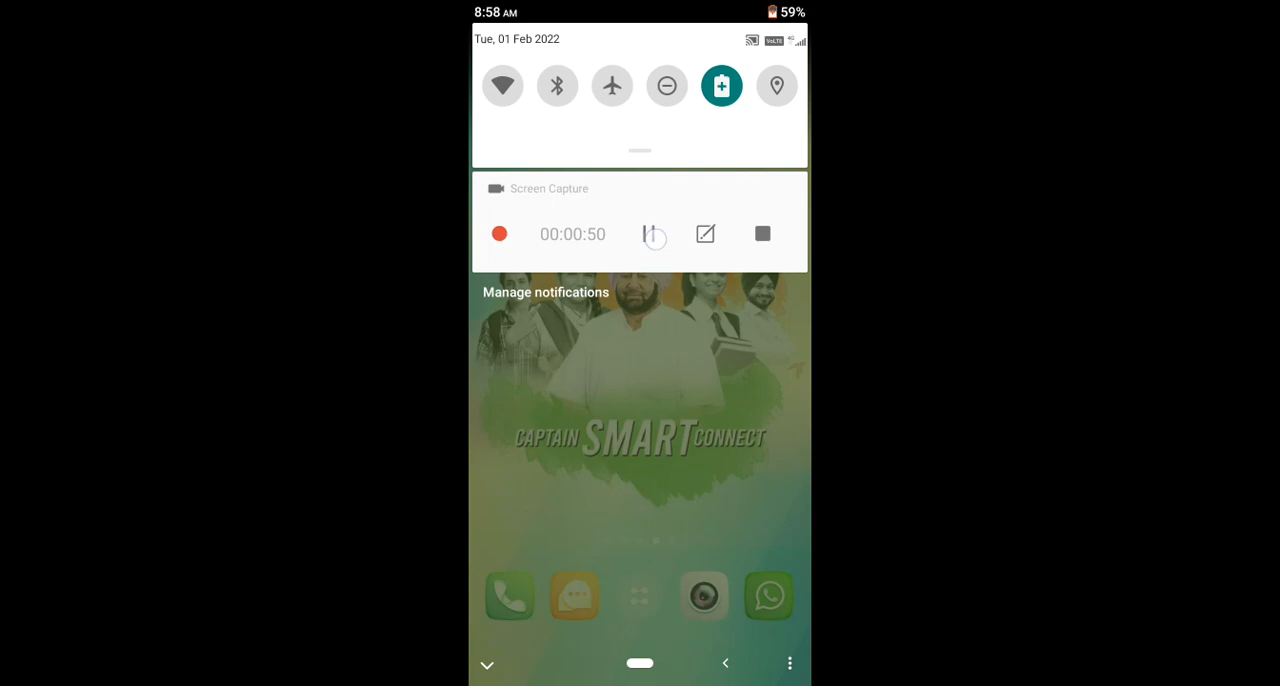 8:58 AM 59%
Tue, 01 Feb 2022 VoLTE 4G
Screen Capture
00:00:50
Manage notifications
CAPTAIN SMART CONNECT